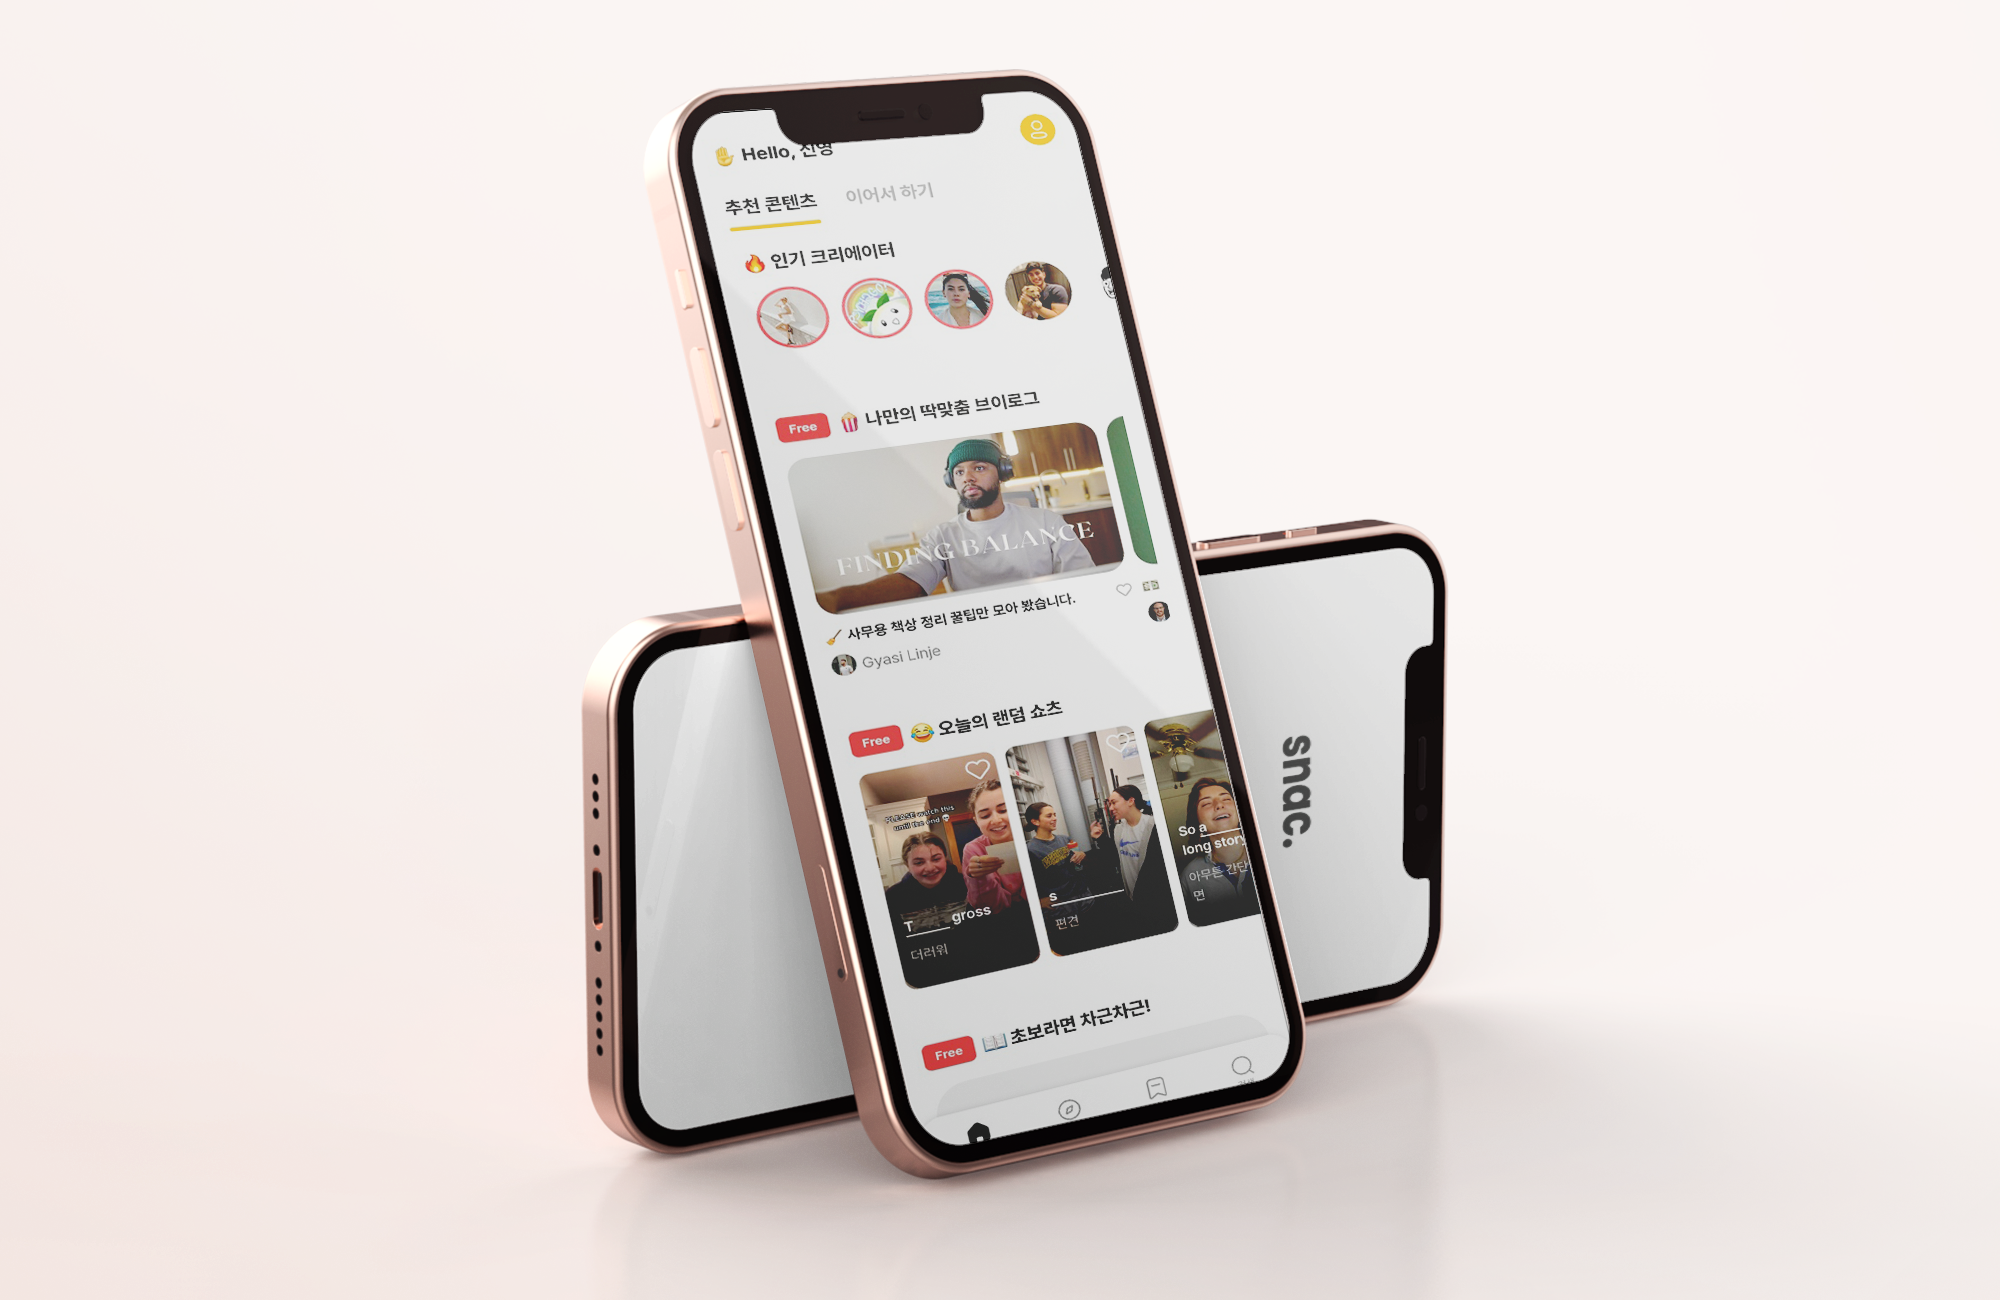 Hello, 진영
추천 콘텐츠 이어서 하기
인기 크리에이터
Free 나만의 딱맞춤 브이로그
FINDING BALANCE
사무용 책상 정리 꿀팁만 모아 봤습니다.
Gyasi Linje
Free 오늘의 랜덤 쇼츠
PLEASE watch this
until the end
T____ gross
더러워
s________
편견
So a____
long story
아무튼 간단
면
Free 초보라면 차근차근!
snac.